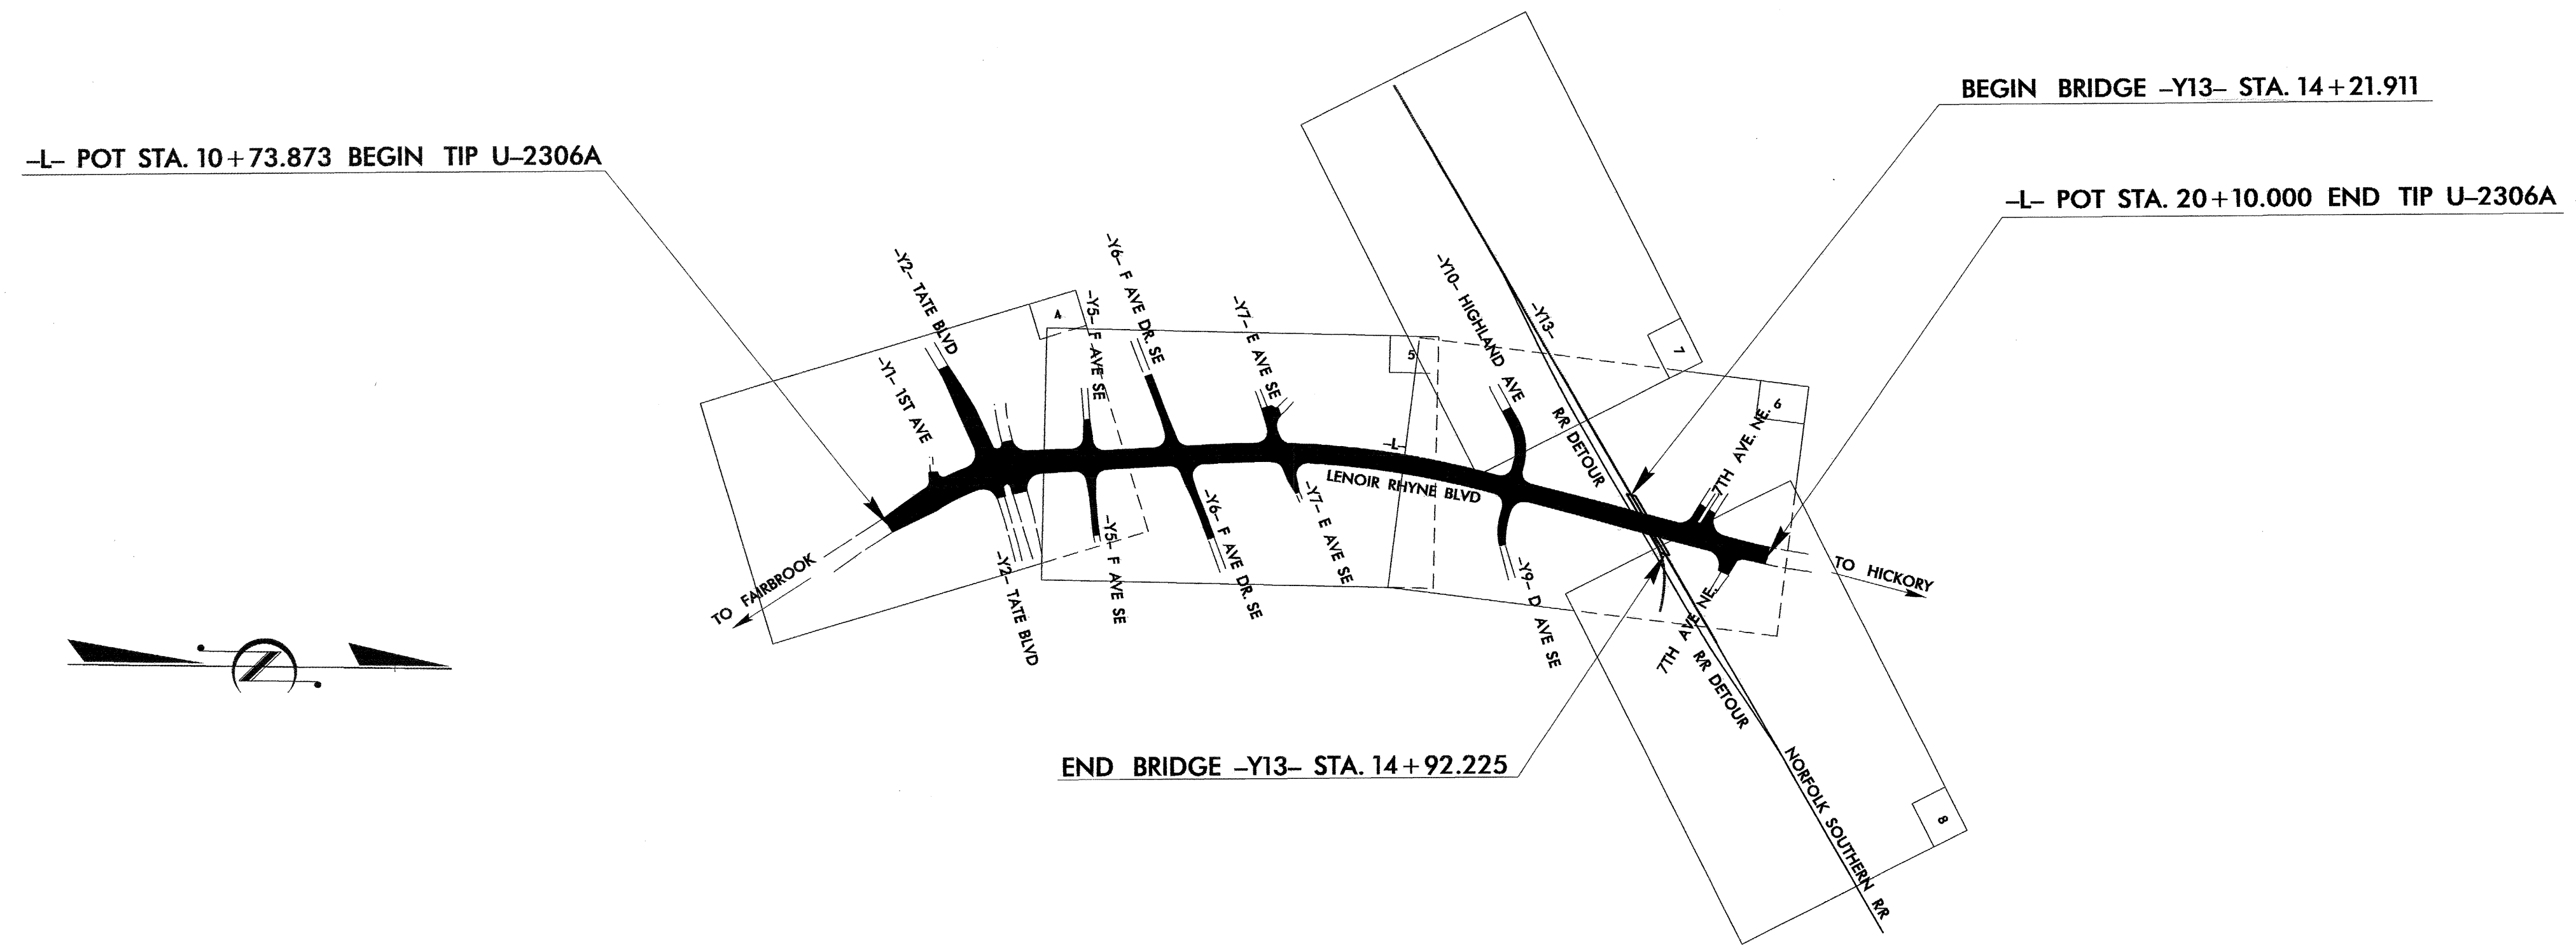 BEGIN BRIDGE –Y13– STA. 14+21.911
–L– POT STA. 10+73.873 BEGIN TIP U–2306A
–L– POT STA. 20+10.000 END TIP U–2306A
–Y2– TATE BLVD
–Y1– 1ST AVE
4
–Y5– F AVE SE
–Y6– F AVE DR. SE
–Y7– E AVE SE
5
–Y10– HIGHLAND AVE
–Y13–
7
6
R/R DETOUR
7TH AVE. NE.
–L–
LENOIR RHYNE BLVD
TO FAIRBROOK
–Y2– TATE BLVD
–Y5– F AVE SE
–Y6– F AVE DR. SE
–Y7– E AVE SE
–Y9– D AVE SE
7TH AVE NE.
TO HICKORY
R/R DETOUR
Z
END BRIDGE –Y13– STA. 14+92.225
NORFOLK SOUTHERN R/R
8